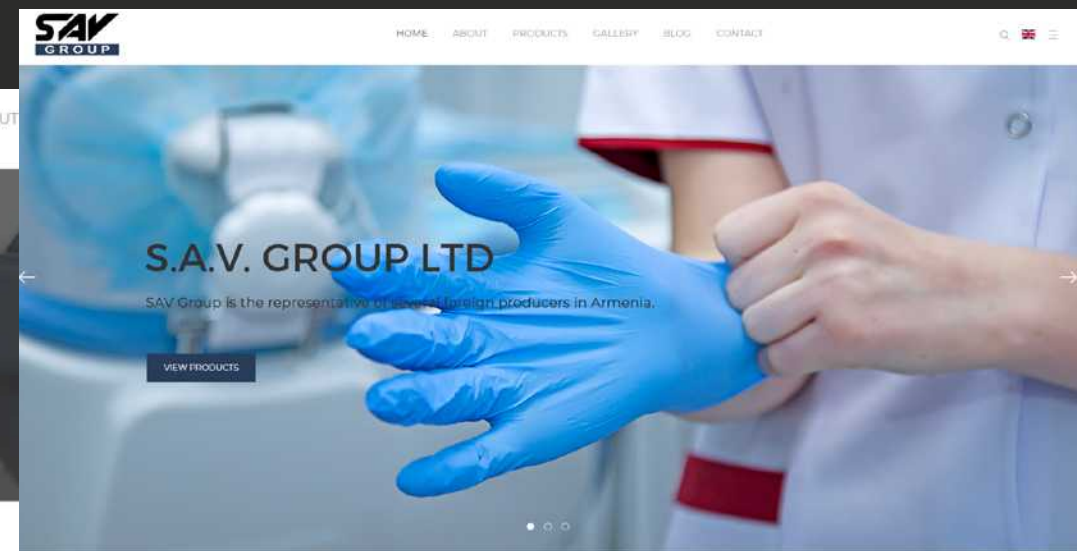 SAV
GROUP
HOME ABOUT PRODUCTS GALLERY BLOG CONTACT
UT
S.A.V. GROUP LTD
SAV Group is the representative of several foreign producers in Armenia.
VIEW PRODUCTS